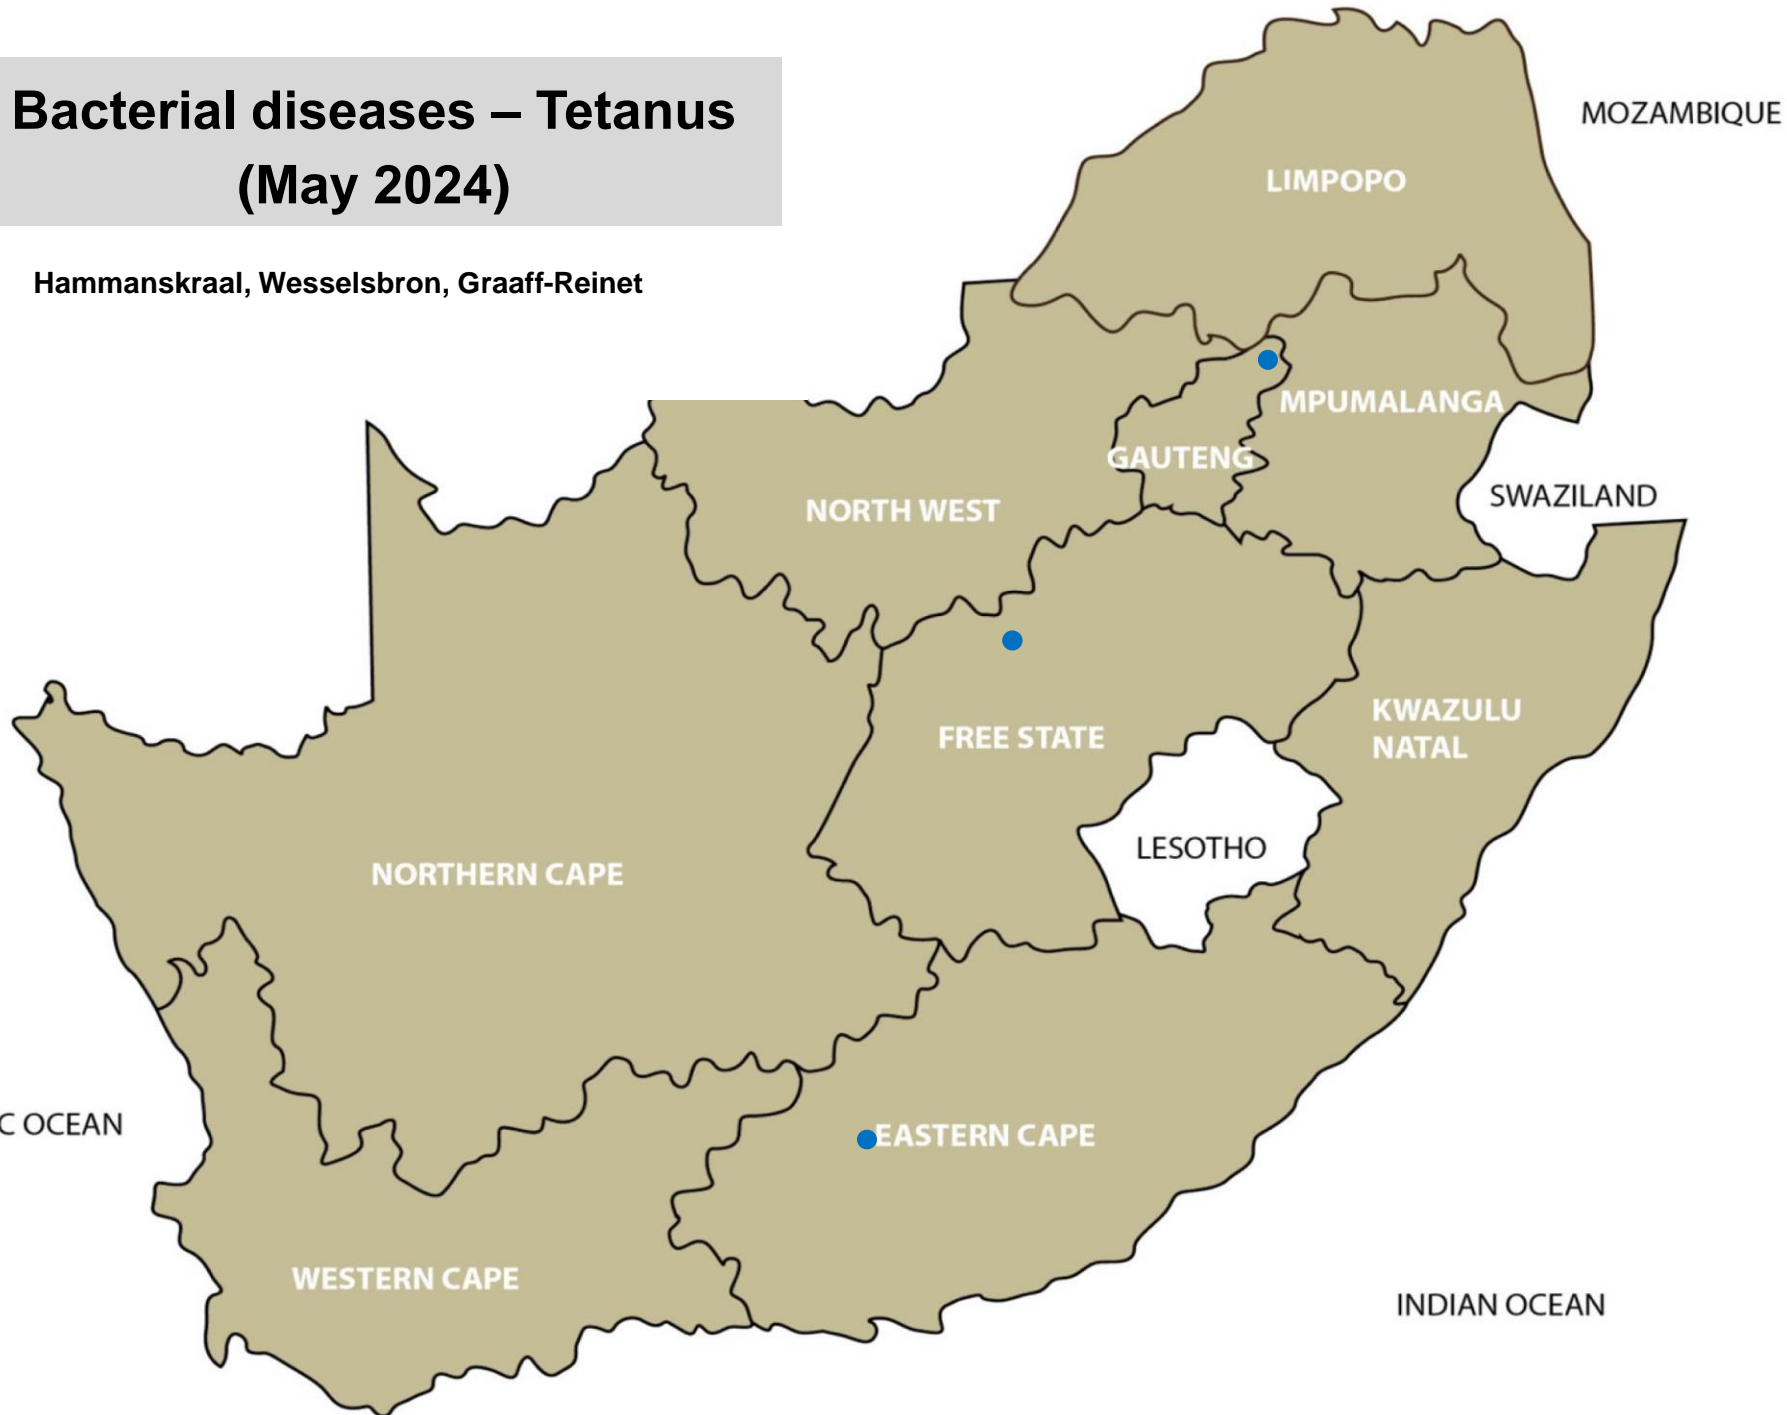 Bacterial diseases – Tetanus
(May 2024)
Hammanskraal, Wesselsbron, Graaff-Reinet
MOZAMBIQUE
LIMPOPO
MPUMALANGA
GAUTENG
SWAZILAND
NORTH WEST
KWAZULU
NATAL
FREE STATE
LESOTHO
NORTHERN CAPE
C OCEAN
EASTERN CAPE
WESTERN CAPE
INDIAN OCEAN